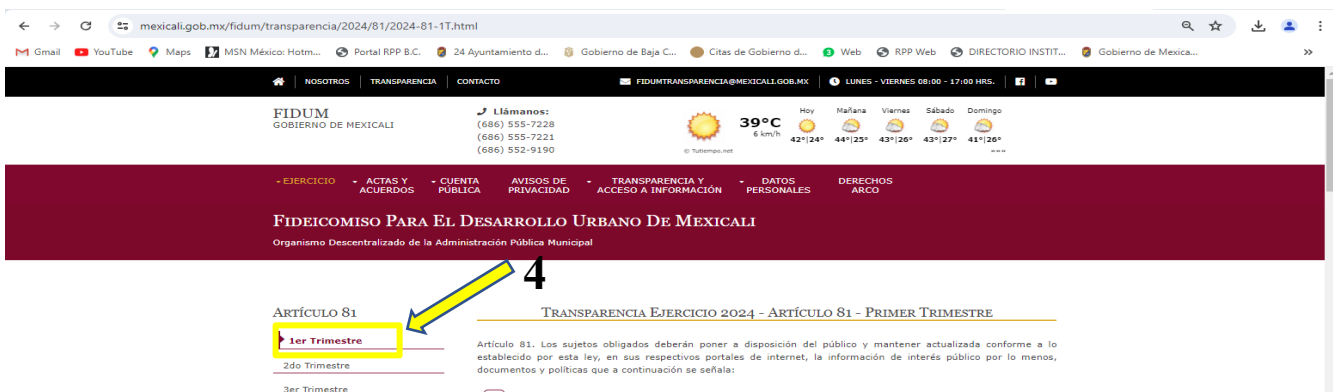 mexicali.gob.mx/fidum/transparencia/2024/81/2024-81-1T.html
Gmail YouTube Maps MSN México: Hotm... Portal RPP B.C. 24 Ayuntamiento d... Gobierno de Baja C... Citas de Gobierno d... Web RPP Web DIRECTORIO INSTIT... Gobierno de Mexica... »
NOSOTROS TRANSPARENCIA CONTACTO FIDUMTRANSPARENCIA@MEXICALI.GOB.MX LUNES - VIERNES 08:00 - 17:00 HRS.
FIDUM
GOBIERNO DE MEXICALI
Llámanos:
(686) 555-7228
(686) 555-7221
(686) 552-9190
39°C
6 km/h
© Tutiempo.net
Hoy Mañana Viernes Sábado Domingo
42°|24° 44°|25° 43°|26° 43°|27° 41°|26°
»»»
EJERCICIO
ACTAS Y
ACUERDOS
CUENTA
PÚBLICA
AVISOS DE
PRIVACIDAD
TRANSPARENCIA Y
ACCESO A INFORMACIÓN
DATOS
PERSONALES
DERECHOS
ARCO
FIDEICOMISO PARA EL DESARROLLO URBANO DE MEXICALI
Organismo Descentralizado de la Administración Pública Municipal
4
ARTÍCULO 81
1er Trimestre
2do Trimestre
3er Trimestre
TRANSPARENCIA EJERCICIO 2024 - ARTÍCULO 81 - PRIMER TRIMESTRE
Artículo 81. Los sujetos obligados deberán poner a disposición del público y mantener actualizada conforme a lo
establecido por esta ley, en sus respectivos portales de internet, la información de interés público por lo menos,
documentos y políticas que a continuación se señala: